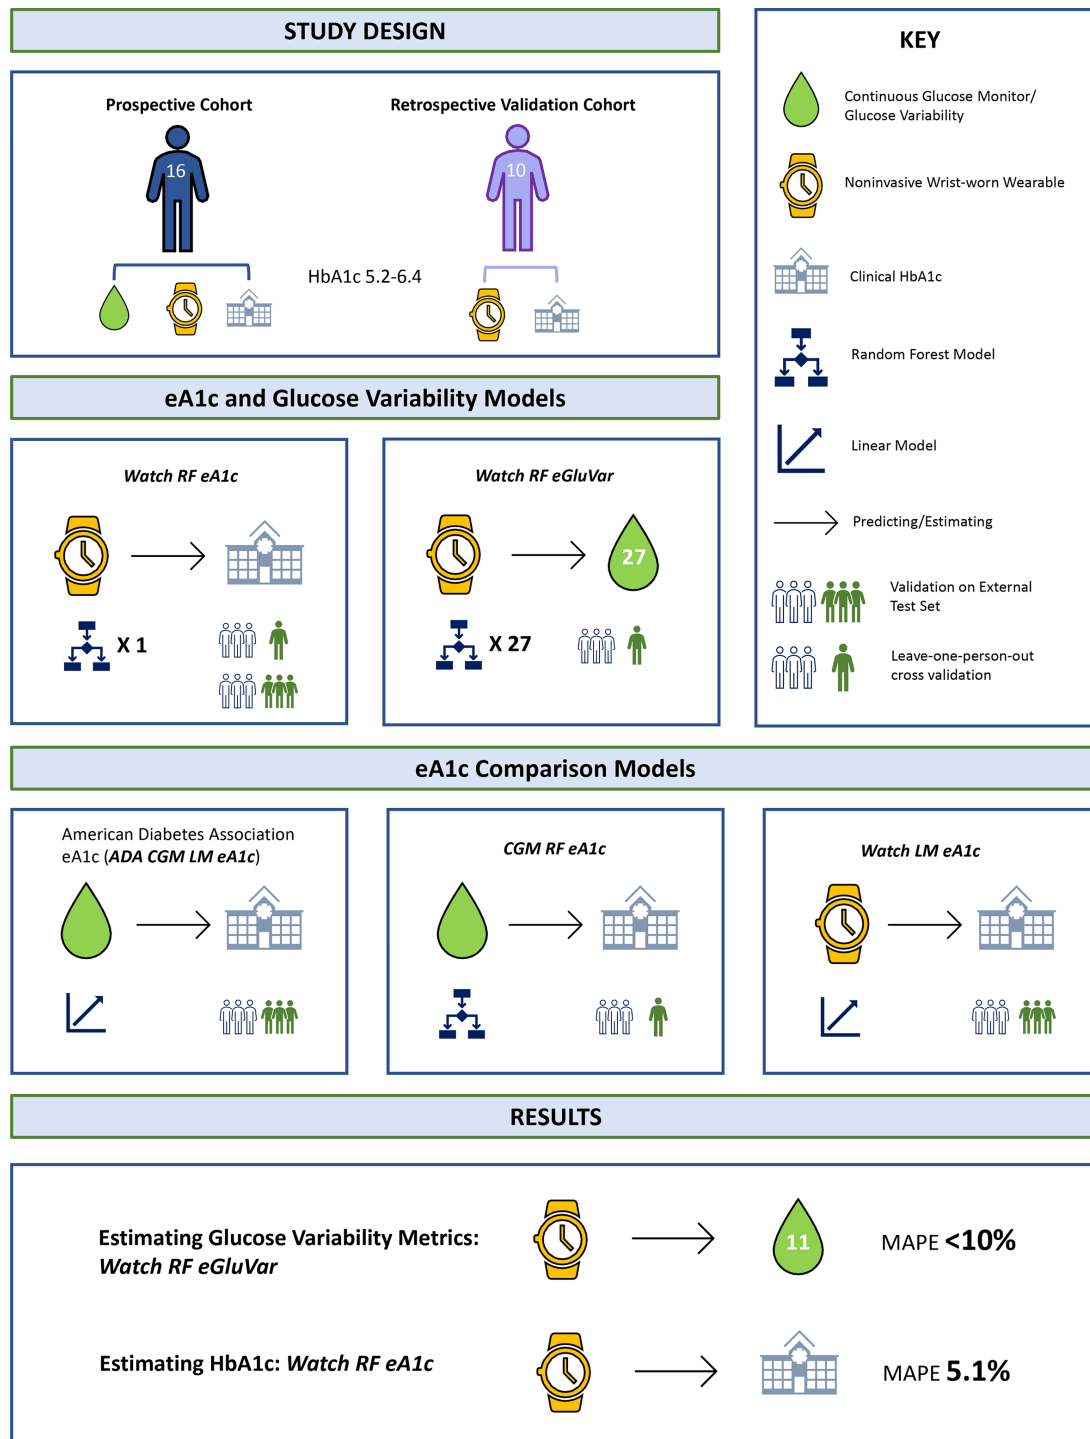 STUDY DESIGN
Prospective Cohort
Retrospective Validation Cohort
16
10
HbA1c 5.2-6.4
KEY
Continuous Glucose Monitor/
Glucose Variability
Noninvasive Wrist-worn Wearable
Clinical HbA1c
Random Forest Model
Linear Model
Predicting/Estimating
Validation on External
Test Set
Leave-one-person-out
cross validation
eA1c and Glucose Variability Models
Watch RF eA1c
X 1
Watch RF eGluVar
27
X 27
eA1c Comparison Models
American Diabetes Association
eA1c (ADA CGM LM eA1c)
CGM RF eA1c
Watch LM eA1c
RESULTS
Estimating Glucose Variability Metrics:
Watch RF eGluVar
11
MAPE <10%
Estimating HbA1c: Watch RF eA1c
MAPE 5.1%